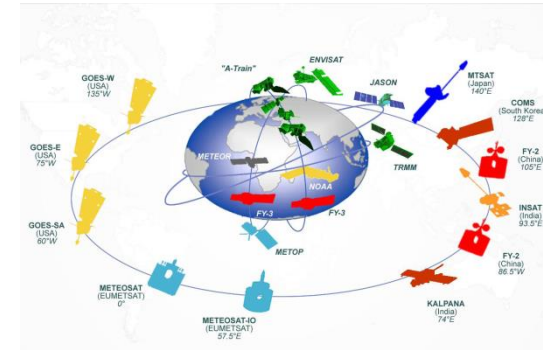 GOES-W
(USA)
135°W
"A-Train"
ENVISAT
JASON
MTSAT
(Japan)
140°E
COMS
(South Korea
128°E
GOES-E
(USA)
75°W
METEOR
TRMM
FY-2
(China)
105°E
NOAA
INSAT
(India)
93.5°E
GOES-SA
(USA)
60°W
FY-3
FY-3
METOP
FY-2
(China)
86.5°W
METEOSAT
(EUMETSAT)
0°
METEOSAT-IO
(EUMETSAT)
57.5°E
KALPANA
(India)
74°E